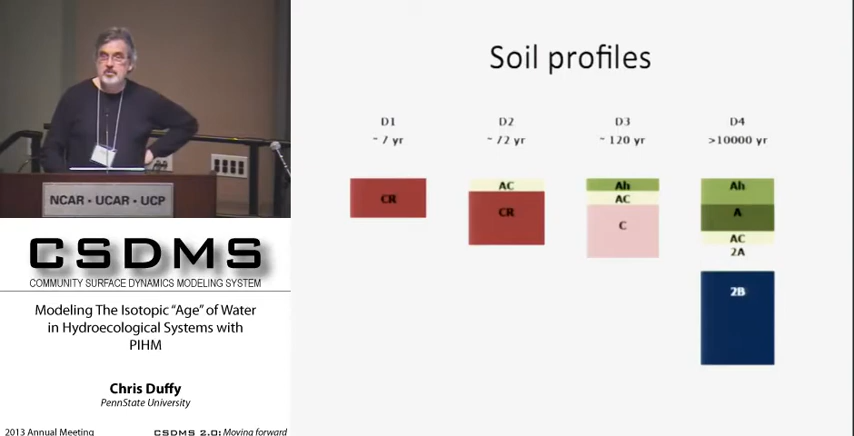 NCAR • UCAR • UCP
CSDMS
COMMUNITY SURFACE DYNAMICS MODELING SYSTEM
Modeling The Isotopic “Age” of Water
in Hydroecological Systems with
PIHM
Chris Duffy
PennState University
2013 Annual Meeting
CSDMS 2.0: Moving forward
Soil profiles
D1 D2 D3 D4
~ 7 yr ~ 72 yr ~ 120 yr >10000 yr
CR
AC
CR
Ah
AC
C
Ah
A
AC
2A
2B